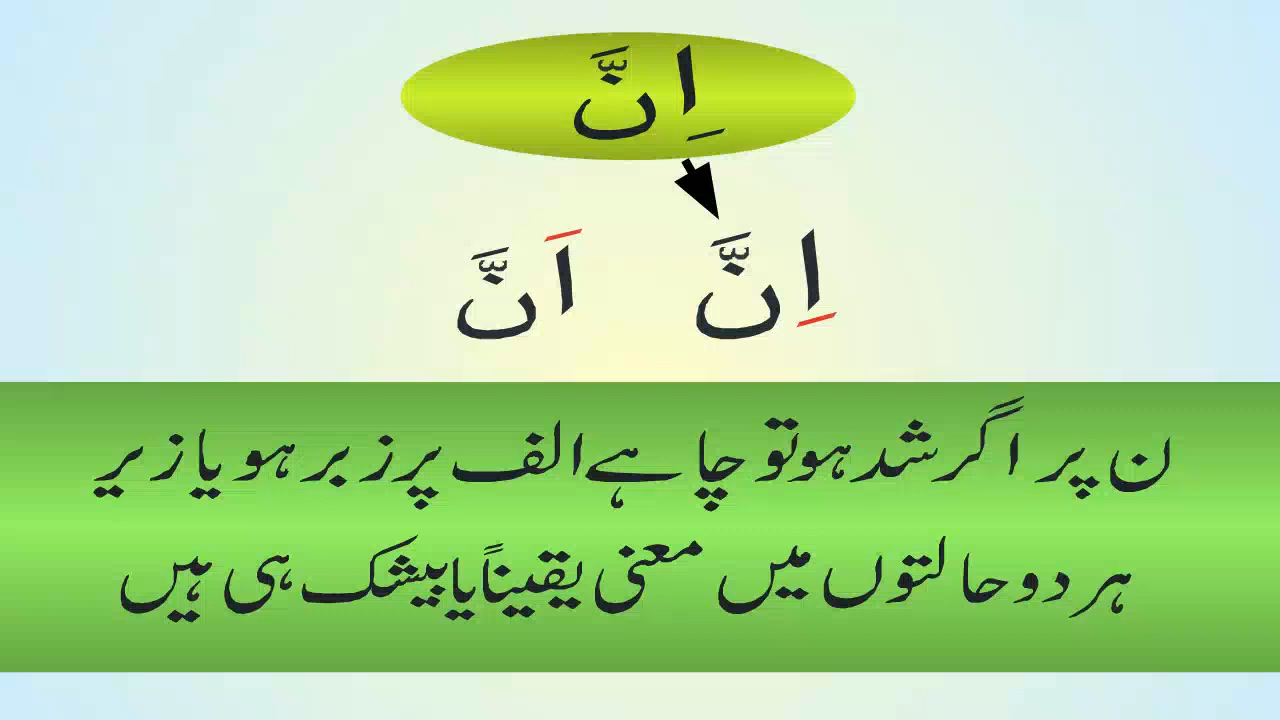 اِنَّ
اِنَّ اَنَّ
ن پر اگر شد ہو تو چاہے الف پر زبر ہو یا زیر
ہر دو حالتوں میں معنی یقیناً یا بیشک ہی ہیں